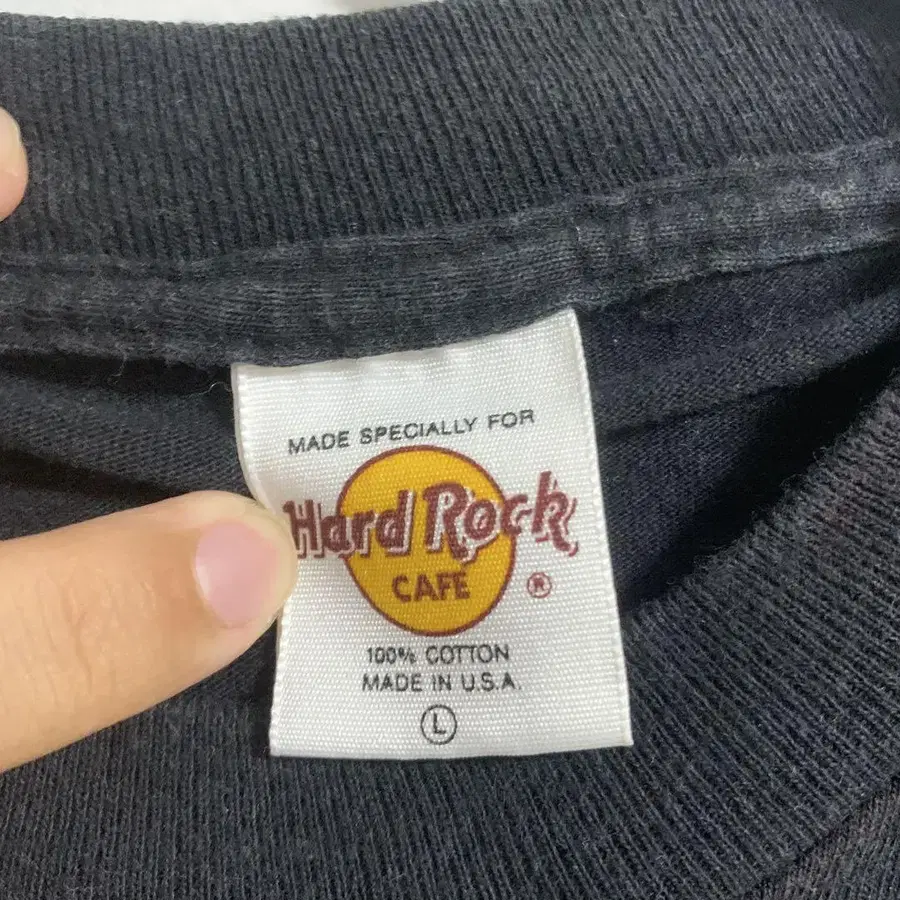 MADE SPECIALLY FOR
Hard Rock
CAFE ®
100% COTTON
MADE IN U.S.A.
L